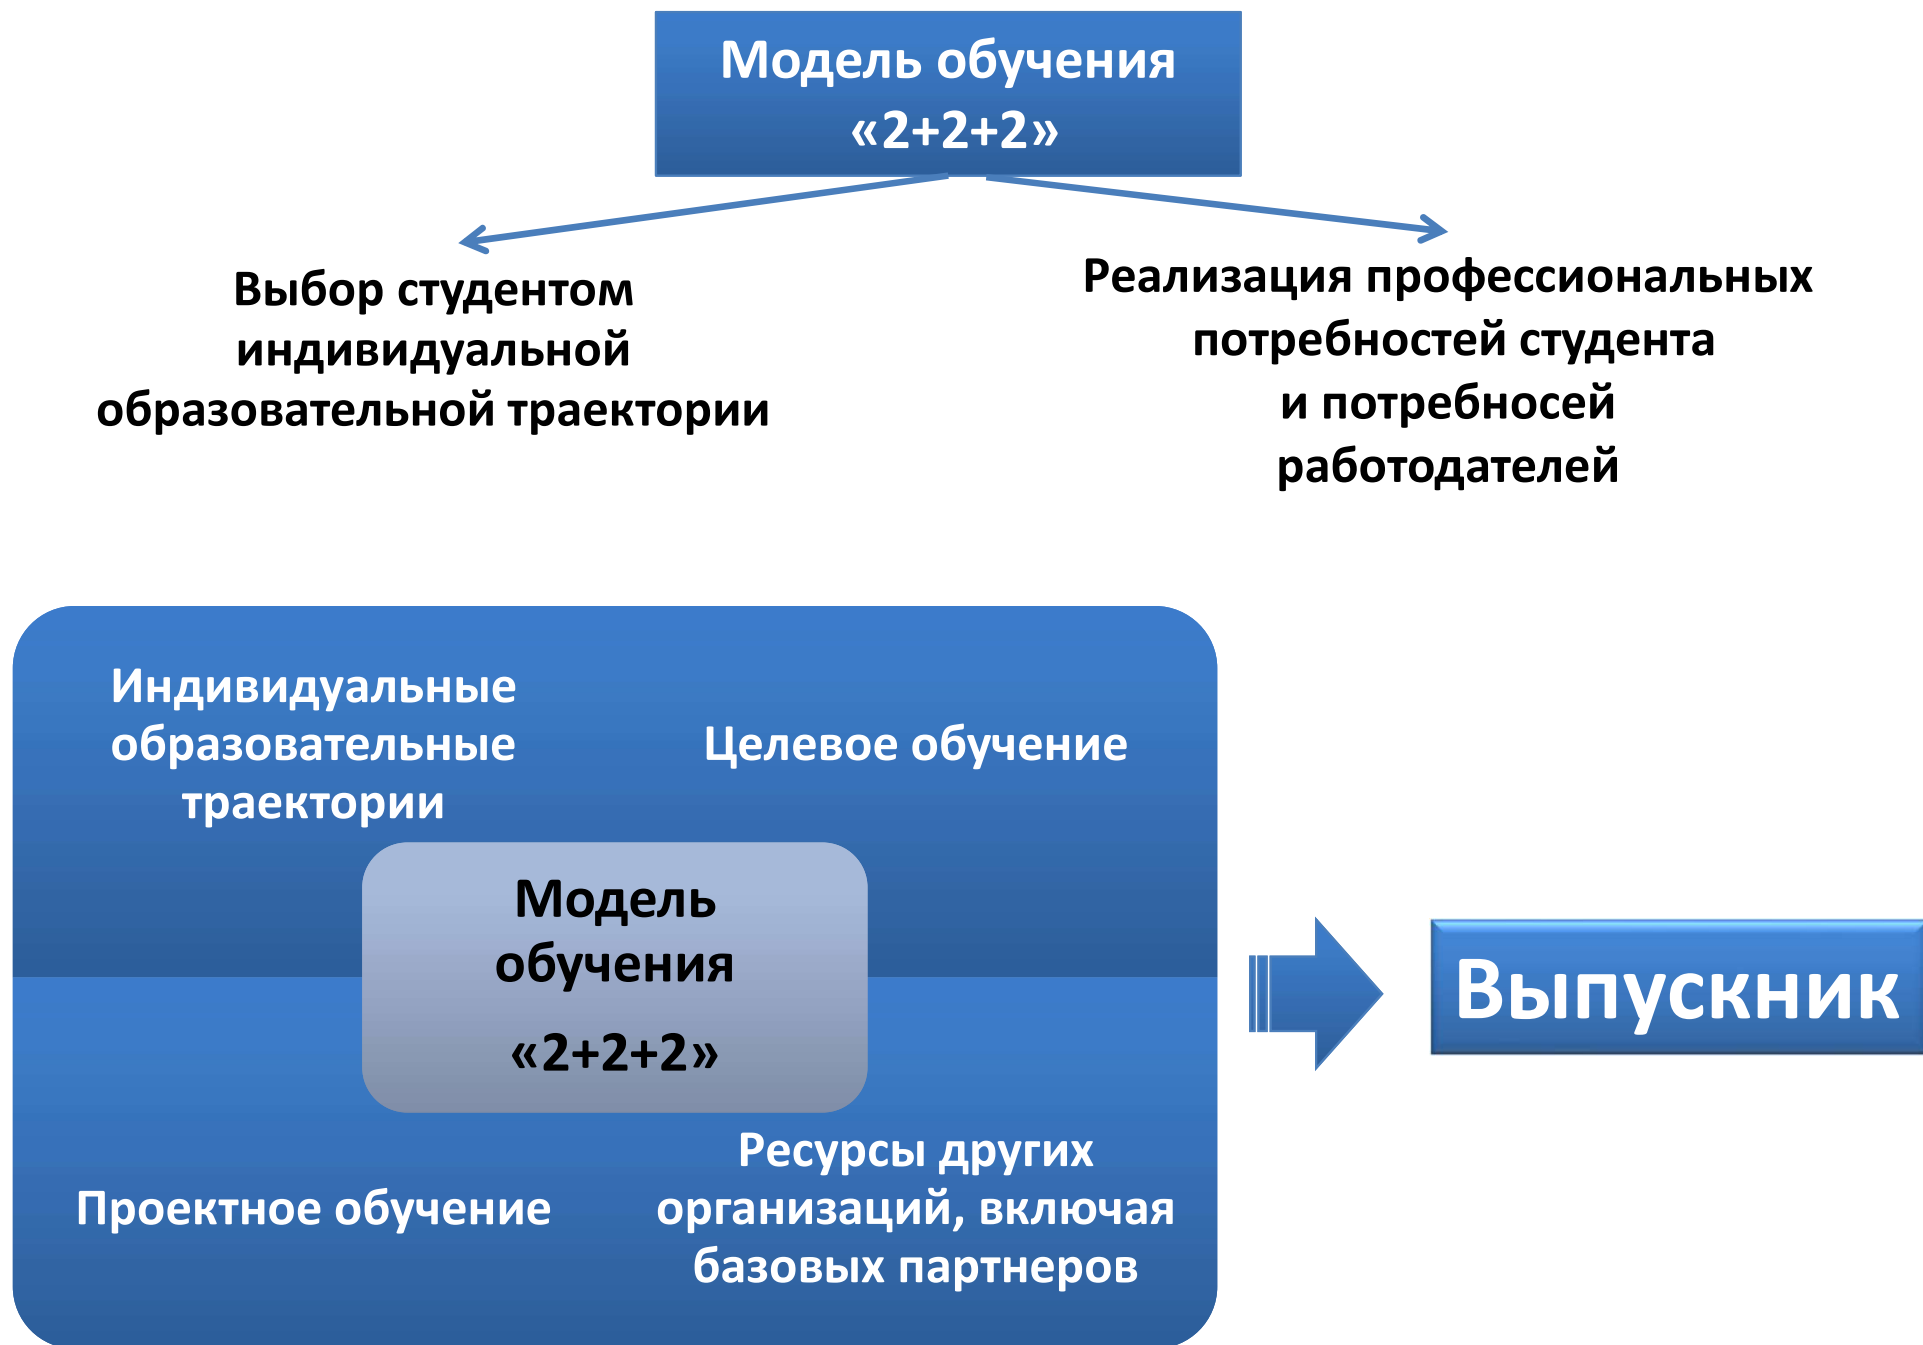 Модель обучения
«2+2+2»
Выбор студентом
индивидуальной
образовательной траектории
Реализация профессиональных
потребностей студента
и потребносей
работодателей
Индивидуальные
образовательные
траектории
Целевое обучение
Модель
обучения
«2+2+2»
Проектное обучение
Ресурсы других
организаций, включая
базовых партнеров
Выпускник